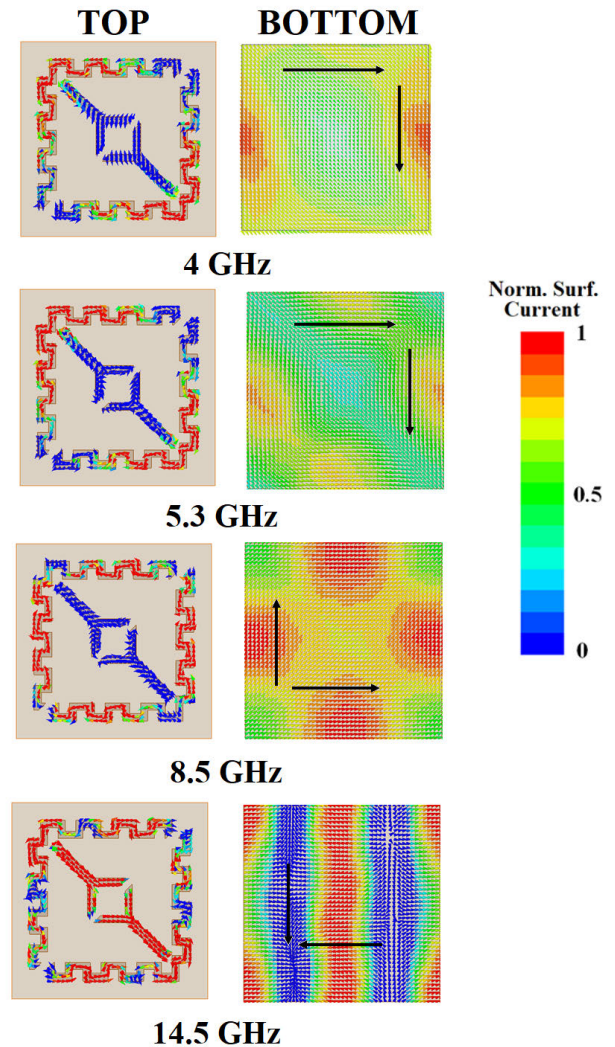 TOP BOTTOM
4 GHz
5.3 GHz
Norm. Surf.
Current
1
0.5
0
8.5 GHz
14.5 GHz